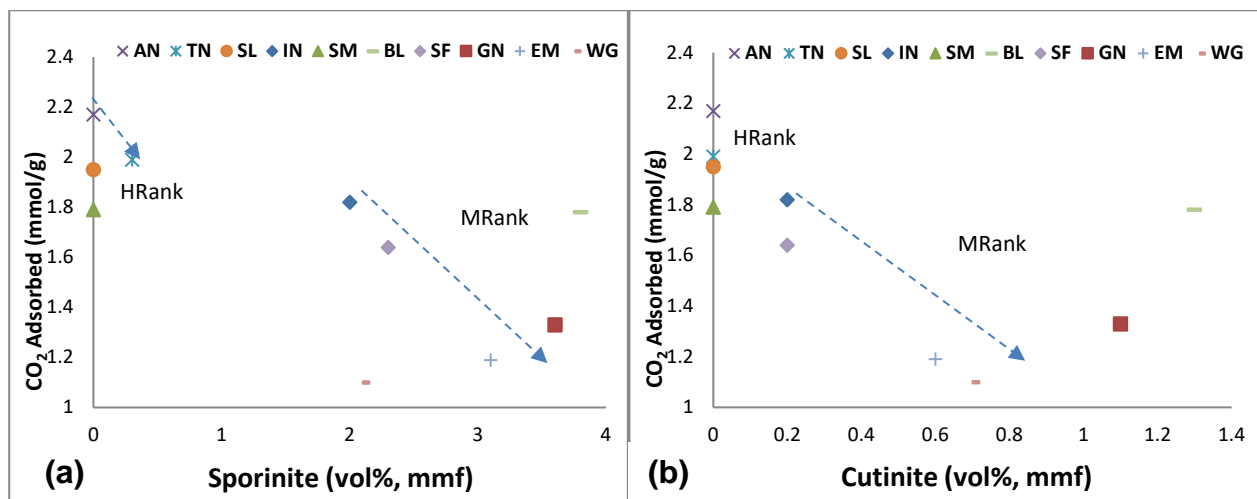 AN TN SL IN SM BL SF GN EM WG
2.4
2.2
2
1.8
1.6
1.4
1.2
1
CO2 Adsorbed (mmol/g)
HRank
MRank
0 1 2 3 4
(a) Sporinite (vol%, mmf)
AN TN SL IN SM BL SF GN EM WG
2.4
2.2
2
1.8
1.6
1.4
1.2
1
CO2 Adsorbed (mmol/g)
HRank
MRank
0 0.2 0.4 0.6 0.8 1 1.2 1.4
(b) Cutinite (vol%, mmf)